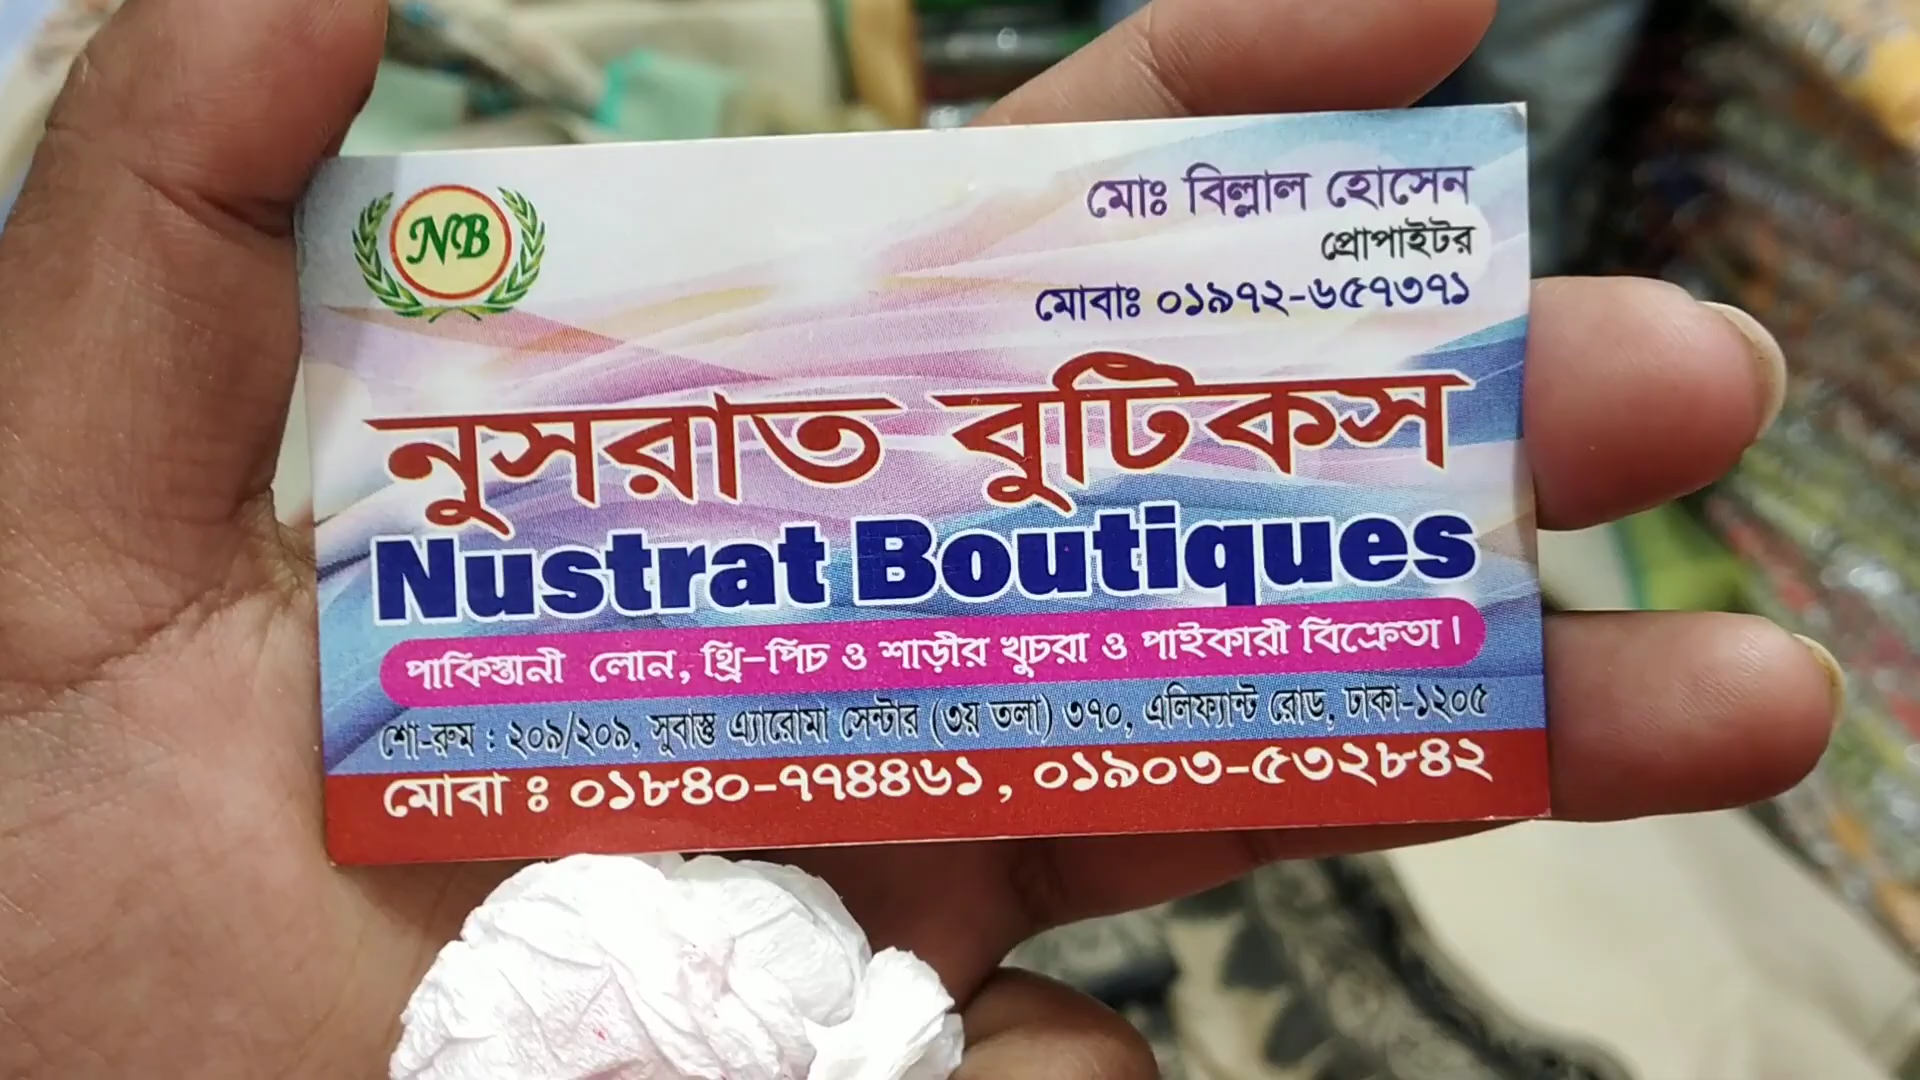 NB
মোঃ বিল্লাল হোসেন
প্রোপাইটর
মোবাঃ ০১৯৭২-৬৫৭৩৭১
নুসরাত বুটিকস
Nustrat Boutiques
পাকিস্তানী লোন, থ্রি-পিচ ও শাড়ীর খুচরা ও পাইকারী বিক্রেতা।
শো-রুম : ২০৯/২০৯, সুবাস্তু এ্যারোমা সেন্টার (৩য় তলা) ৩৭০, এলিফ্যান্ট রোড, ঢাকা-১২০৫
মোবা ঃ ০১৮৪০-৭৭৪৪৬১, ০১৯০৩-৫৩২৮৪২